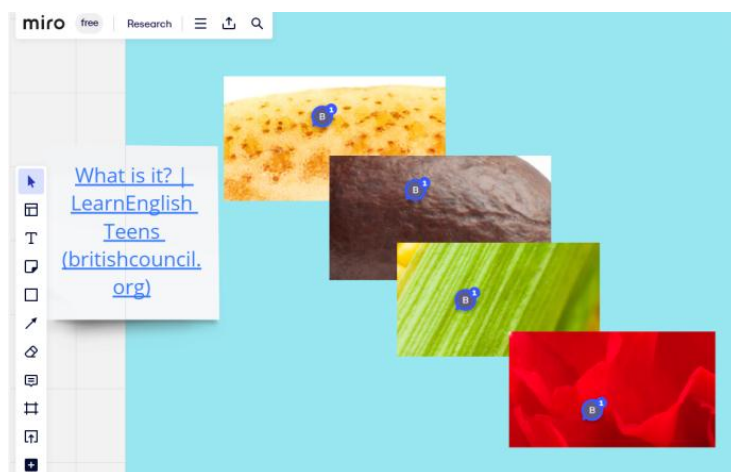 miro free Research
What is it? |
LearnEnglish
Teens
(britishcouncil.
org)
B 1
B 1
B 1
B 1
T